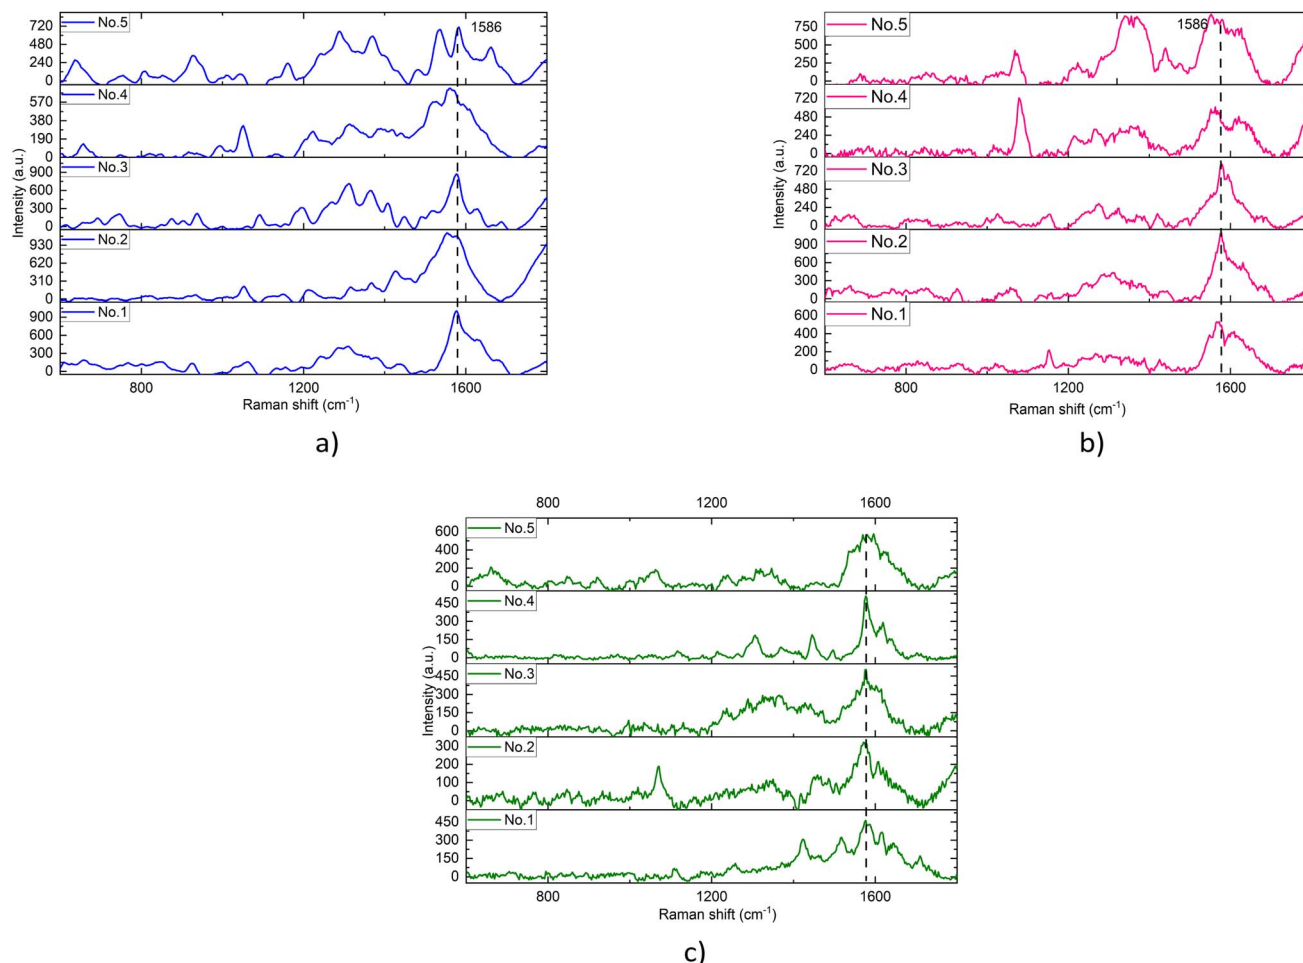 No.5
1586
720
480
240
0
No.4
570
380
190
0
No.3
900
600
300
0
No.2
930
620
310
0
No.1
900
600
300
0
Intensity (a.u.)
800 1200 1600
Raman shift (cm-1)
a)
No.5
1586
750
500
250
0
No.4
720
480
240
0
No.3
720
480
240
0
No.2
900
600
300
0
No.1
600
400
200
0
Intensity (a.u.)
800 1200 1600
Raman shift (cm-1)
b)
800 1200 1600
No.5
600
400
200
0
No.4
450
300
150
0
No.3
450
300
150
0
No.2
300
200
100
0
No.1
450
300
150
0
Intensity (a.u.)
800 1200 1600
Raman shift (cm-1)
c)